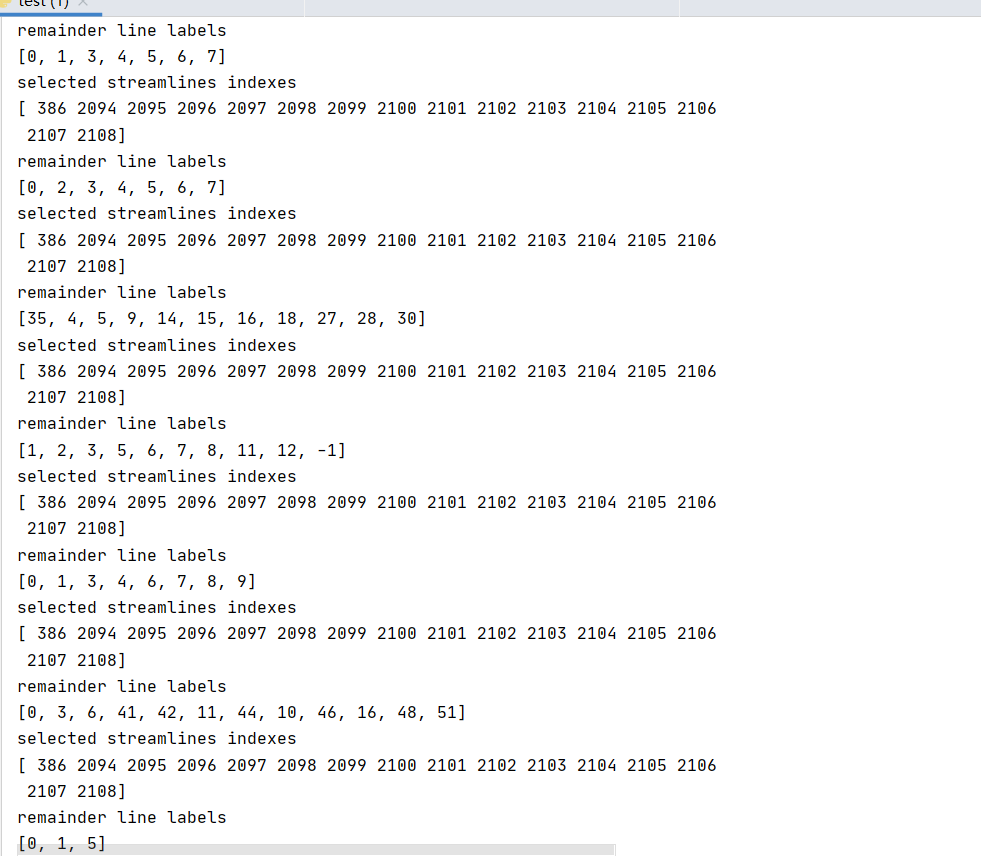 test (1) ×
remainder line labels
[0, 1, 3, 4, 5, 6, 7]
selected streamlines indexes
[ 386 2094 2095 2096 2097 2098 2099 2100 2101 2102 2103 2104 2105 2106
2107 2108]
remainder line labels
[0, 2, 3, 4, 5, 6, 7]
selected streamlines indexes
[ 386 2094 2095 2096 2097 2098 2099 2100 2101 2102 2103 2104 2105 2106
2107 2108]
remainder line labels
[35, 4, 5, 9, 14, 15, 16, 18, 27, 28, 30]
selected streamlines indexes
[ 386 2094 2095 2096 2097 2098 2099 2100 2101 2102 2103 2104 2105 2106
2107 2108]
remainder line labels
[1, 2, 3, 5, 6, 7, 8, 11, 12, -1]
selected streamlines indexes
[ 386 2094 2095 2096 2097 2098 2099 2100 2101 2102 2103 2104 2105 2106
2107 2108]
remainder line labels
[0, 1, 3, 4, 6, 7, 8, 9]
selected streamlines indexes
[ 386 2094 2095 2096 2097 2098 2099 2100 2101 2102 2103 2104 2105 2106
2107 2108]
remainder line labels
[0, 3, 6, 41, 42, 11, 44, 10, 46, 16, 48, 51]
selected streamlines indexes
[ 386 2094 2095 2096 2097 2098 2099 2100 2101 2102 2103 2104 2105 2106
2107 2108]
remainder line labels
[0, 1, 5]